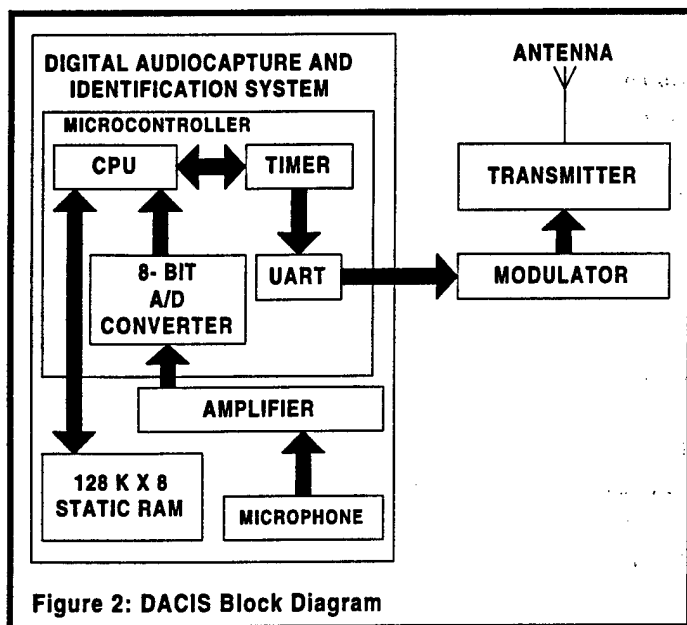 DIGITAL AUDIOCAPTURE AND
IDENTIFICATION SYSTEM
MICROCONTROLLER
CPU
TIMER
8- BIT
A/D
CONVERTER
UART
AMPLIFIER
128 K X 8
STATIC RAM
MICROPHONE
ANTENNA
TRANSMITTER
MODULATOR
Figure 2: DACIS Block Diagram